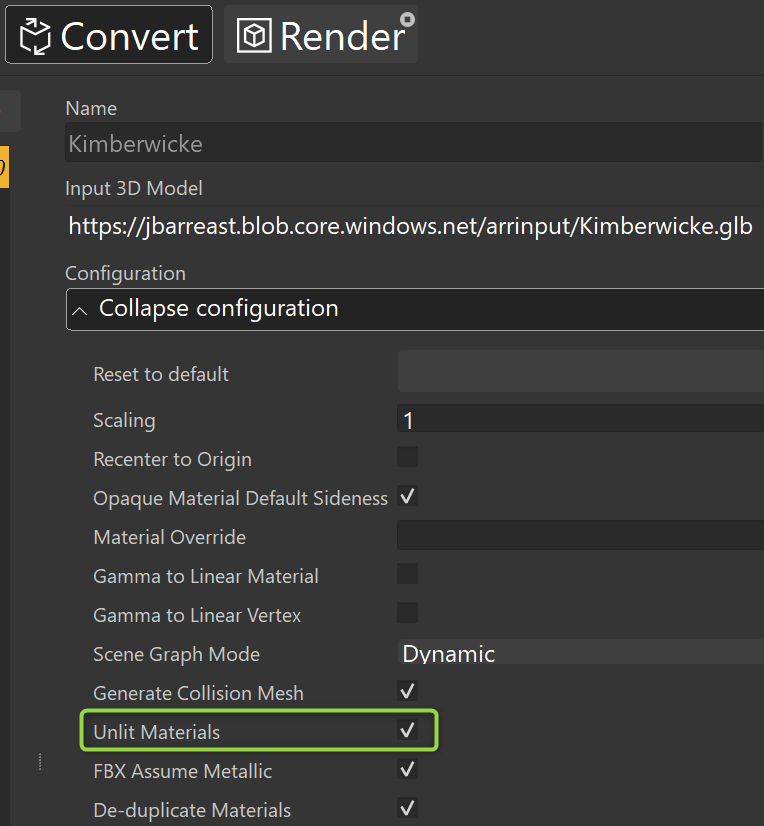 Convert Render
Name
Kimberwicke
Input 3D Model
https://jbarreast.blob.core.windows.net/arrinput/Kimberwicke.glb
Configuration
Collapse configuration
Reset to default
Scaling 1
Recenter to Origin
Opaque Material Default Sideness
Material Override
Gamma to Linear Material
Gamma to Linear Vertex
Scene Graph Mode Dynamic
Generate Collision Mesh
Unlit Materials
FBX Assume Metallic
De-duplicate Materials